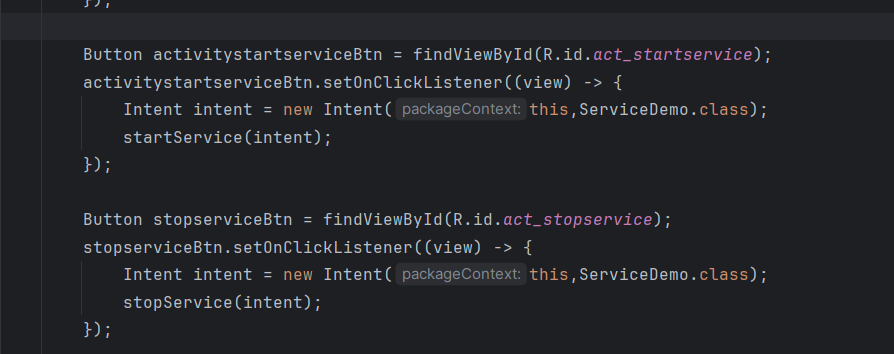 });
Button activitystartserviceBtn = findViewById(R.id.act_startservice);
activitystartserviceBtn.setOnClickListener((view) -> {
Intent intent = new Intent( packageContext: this,ServiceDemo.class);
startService(intent);
});
Button stopserviceBtn = findViewById(R.id.act_stopservice);
stopserviceBtn.setOnClickListener((view) -> {
Intent intent = new Intent( packageContext: this,ServiceDemo.class);
stopService(intent);
});